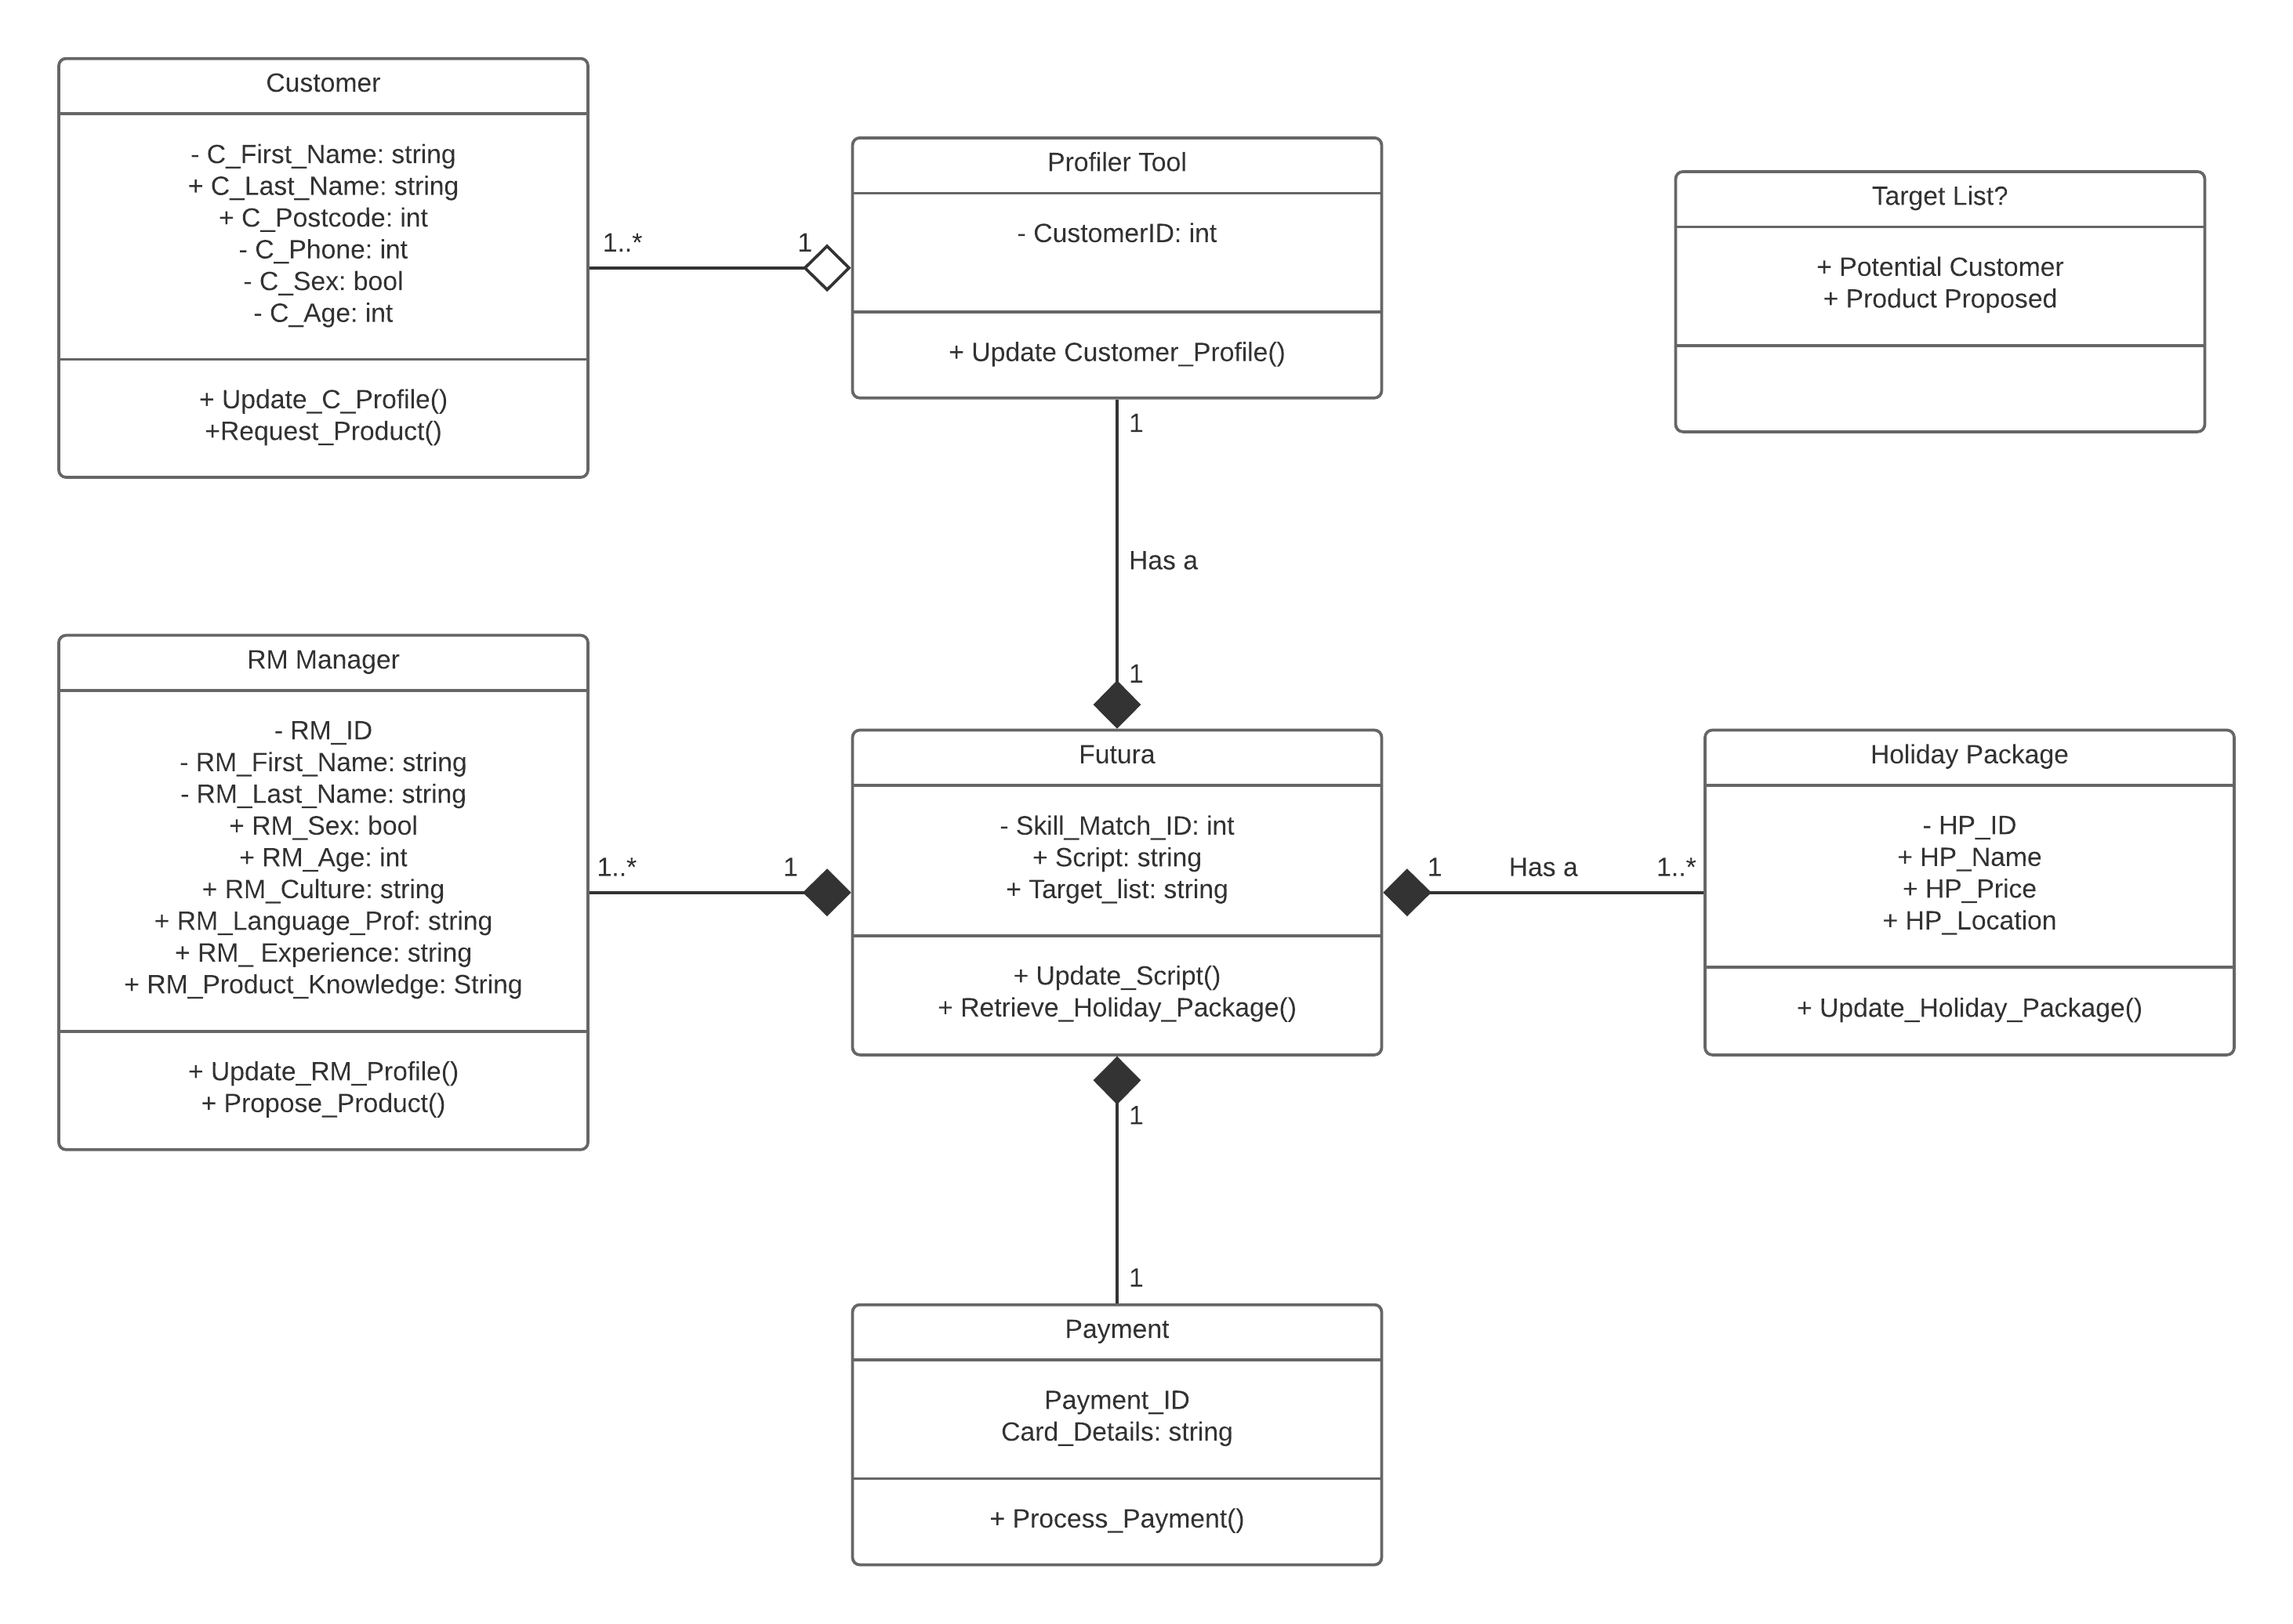 Customer
- C_First_Name: string
+ C_Last_Name: string
+ C_Postcode: int
- C_Phone: int
- C_Sex: bool
- C_Age: int
+ Update_C_Profile()
+Request_Product()
1..*
1
Profiler Tool
- CustomerID: int
+ Update Customer_Profile()
Target List?
+ Potential Customer
+ Product Proposed
1
Has a
1
RM Manager
- RM_ID
- RM_First_Name: string
- RM_Last_Name: string
+ RM_Sex: bool
+ RM_Age: int
+ RM_Culture: string
+ RM_Language_Prof: string
+ RM_ Experience: string
+ RM_Product_Knowledge: String
+ Update_RM_Profile()
+ Propose_Product()
1..*
1
Futura
- Skill_Match_ID: int
+ Script: string
+ Target_list: string
+ Update_Script()
+ Retrieve_Holiday_Package()
1
Has a
1..*
Holiday Package
- HP_ID
+ HP_Name
+ HP_Price
+ HP_Location
+ Update_Holiday_Package()
1
1
Payment
Payment_ID
Card_Details: string
+ Process_Payment()